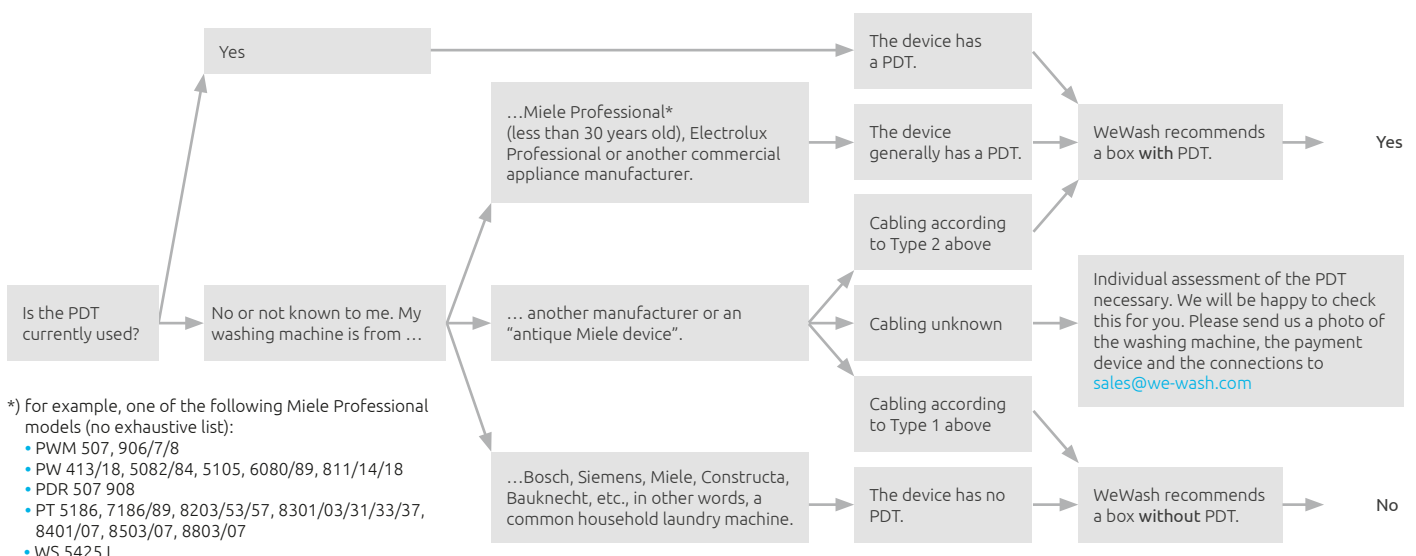 Yes
The device has
a PDT.
…Miele Professional*
(less than 30 years old), Electrolux
Professional or another commercial
appliance manufacturer.
The device
generally has a PDT.
WeWash recommends
a box with PDT.
Yes
Cabling according
to Type 2 above
Is the PDT
currently used?
No or not known to me. My
washing machine is from …
… another manufacturer or an
“antique Miele device”.
Cabling unknown
Individual assessment of the PDT
necessary. We will be happy to check
this for you. Please send us a photo of
the washing machine, the payment
device and the connections to
sales@we-wash.com
Cabling according
to Type 1 above
…Bosch, Siemens, Miele, Constructa,
Bauknecht, etc., in other words, a
common household laundry machine.
The device has no
PDT.
WeWash recommends
a box without PDT.
No
*) for example, one of the following Miele Professional
models (no exhaustive list):
• PWM 507, 906/7/8
• PW 413/18, 5082/84, 5105, 6080/89, 811/14/18
• PDR 507 908
• PT 5186, 7186/89, 8203/53/57, 8301/03/31/33/37,
8401/07, 8503/07, 8803/07
• WS 5425